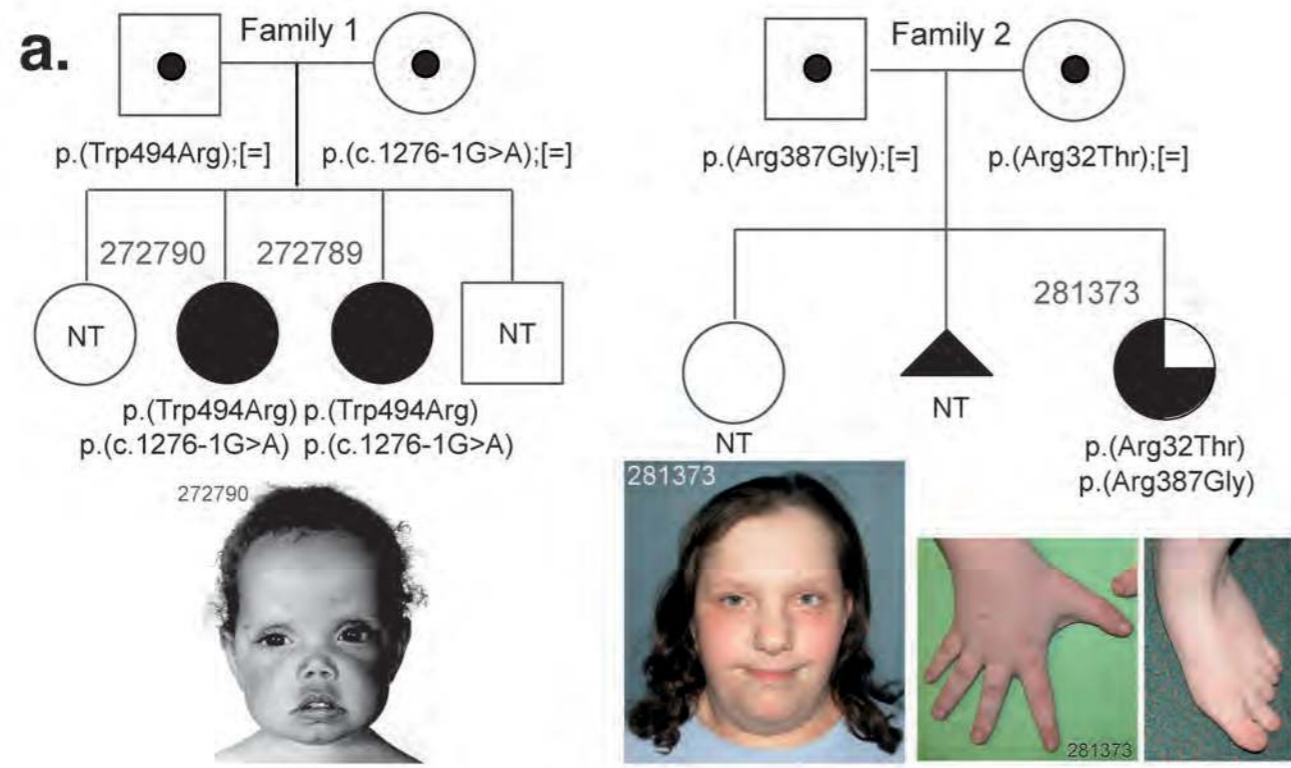 a.
Family 1
p.(Trp494Arg);[=]
p.(c.1276-1G>A);[=]
272790
272789
NT
NT
p.(Trp494Arg) p.(Trp494Arg)
p.(c.1276-1G>A) p.(c.1276-1G>A)
272790
Family 2
p.(Arg387Gly);[=]
p.(Arg32Thr);[=]
281373
NT
NT
p.(Arg32Thr)
p.(Arg387Gly)
281373
281373